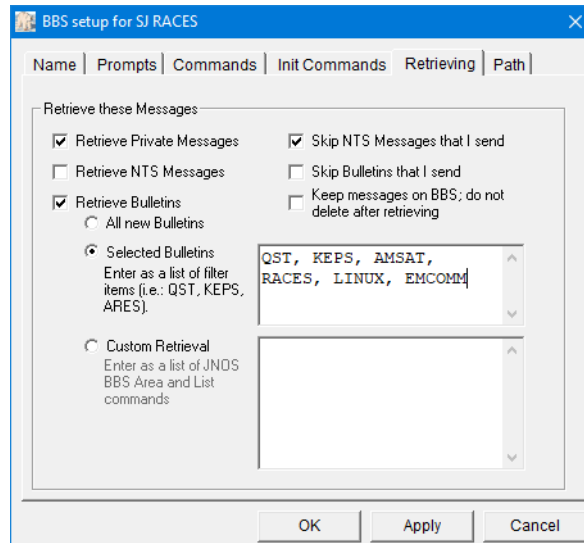 BBS setup for SJ RACES
Name
Prompts
Commands
Init Commands
Retrieving
Path
Retrieve these Messages
Retrieve Private Messages
Skip NTS Messages that I send
Retrieve NTS Messages
Skip Bulletins that I send
Retrieve Bulletins
Keep messages on BBS; do not
delete after retrieving
All new Bulletins
Selected Bulletins
Enter as a list of filter
items (i.e.: QST, KEPS,
ARES).
QST, KEPS, AMSAT,
RACES, LINUX, EMCOMM
Custom Retrieval
Enter as a list of JNOS
BBS Area and List
commands
OK
Apply
Cancel